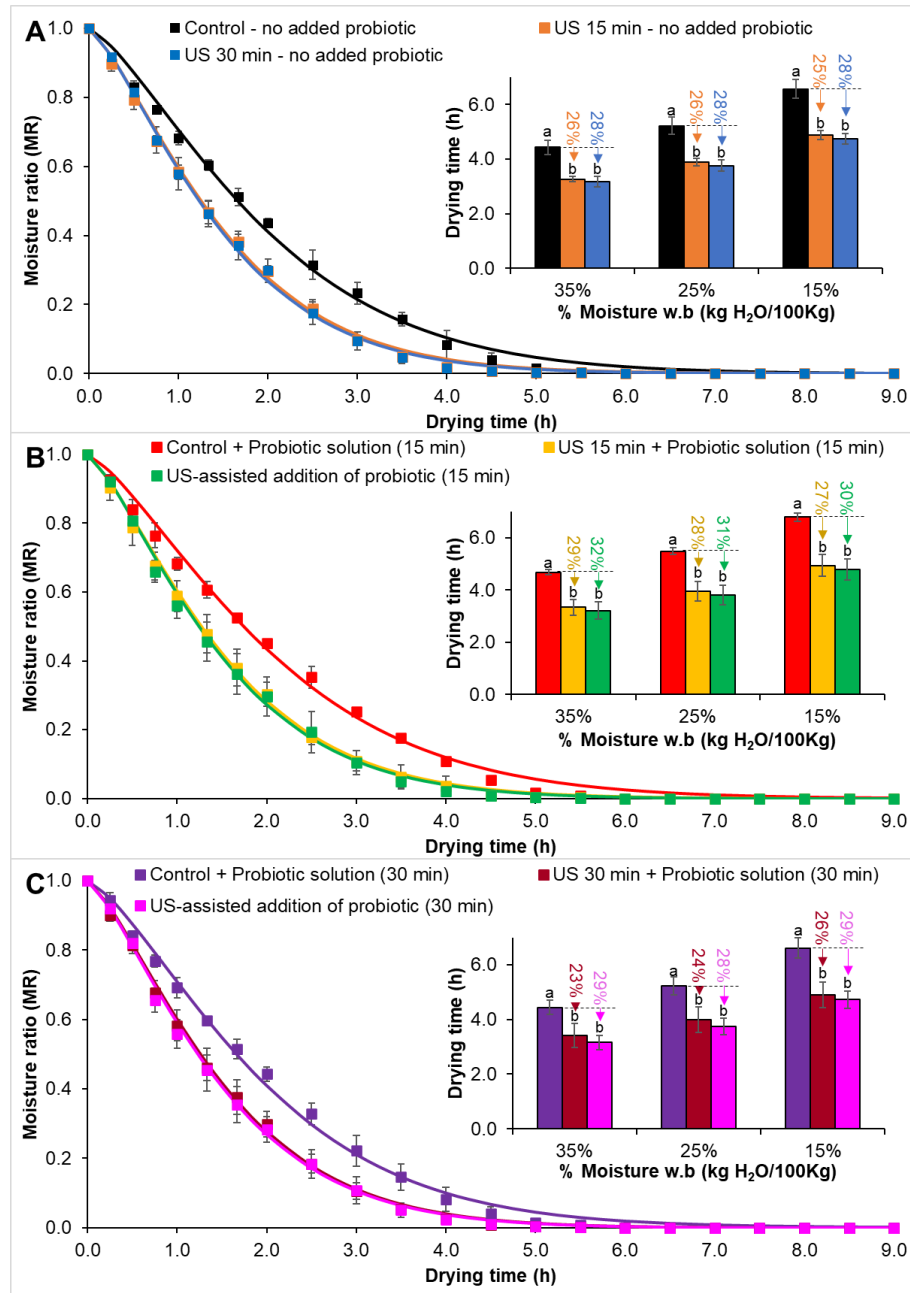 A
Control - no added probiotic
US 15 min - no added probiotic
US 30 min - no added probiotic
Moisture ratio (MR)
1.0
0.8
0.6
0.4
0.2
0.0
0.0 1.0 2.0 3.0 4.0 5.0 6.0 7.0 8.0 9.0
Drying time (h)
Drying time (h)
6.0
4.0
2.0
0.0
a 26% b 28% b
a 26% b 28% b
a 25% b 28% b
35% 25% 15%
% Moisture w.b (kg H₂O/100Kg)
B
Control + Probiotic solution (15 min)
US 15 min + Probiotic solution (15 min)
US-assisted addition of probiotic (15 min)
Moisture ratio (MR)
1.0
0.8
0.6
0.4
0.2
0.0
0.0 1.0 2.0 3.0 4.0 5.0 6.0 7.0 8.0 9.0
Drying time (h)
Drying time (h)
6.0
4.0
2.0
0.0
a 29% b 32% b
a 28% b 31% b
a 27% b 30% b
35% 25% 15%
% Moisture w.b (kg H₂O/100Kg)
C
Control + Probiotic solution (30 min)
US 30 min + Probiotic solution (30 min)
US-assisted addition of probiotic (30 min)
Moisture ratio (MR)
1.0
0.8
0.6
0.4
0.2
0.0
0.0 1.0 2.0 3.0 4.0 5.0 6.0 7.0 8.0 9.0
Drying time (h)
Drying time (h)
6.0
4.0
2.0
0.0
a 23% b 29% b
a 24% b 28% b
a 26% b 29% b
35% 25% 15%
% Moisture w.b (kg H₂O/100Kg)